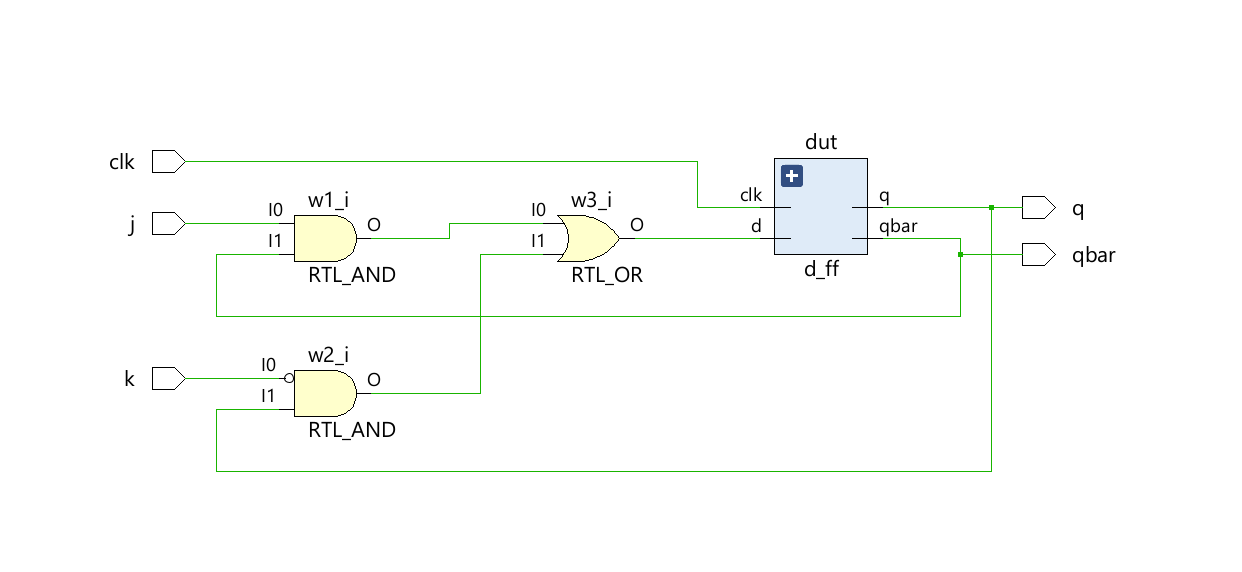 dut
clk
clk
q
q
w1_i
w3_i
j
I0
O
I0
O
d
qbar
I1
I1
qbar
RTL_AND
RTL_OR
d_ff
w2_i
k
I0
O
I1
RTL_AND